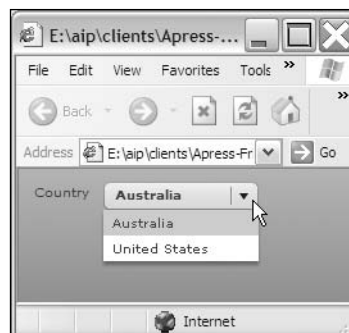 E:\aip\clients\Apress-...
File Edit View Favorites Tools »
Back »
Address E:\aip\clients\Apress-Fr Go
Country Australia
Australia
United States
Internet